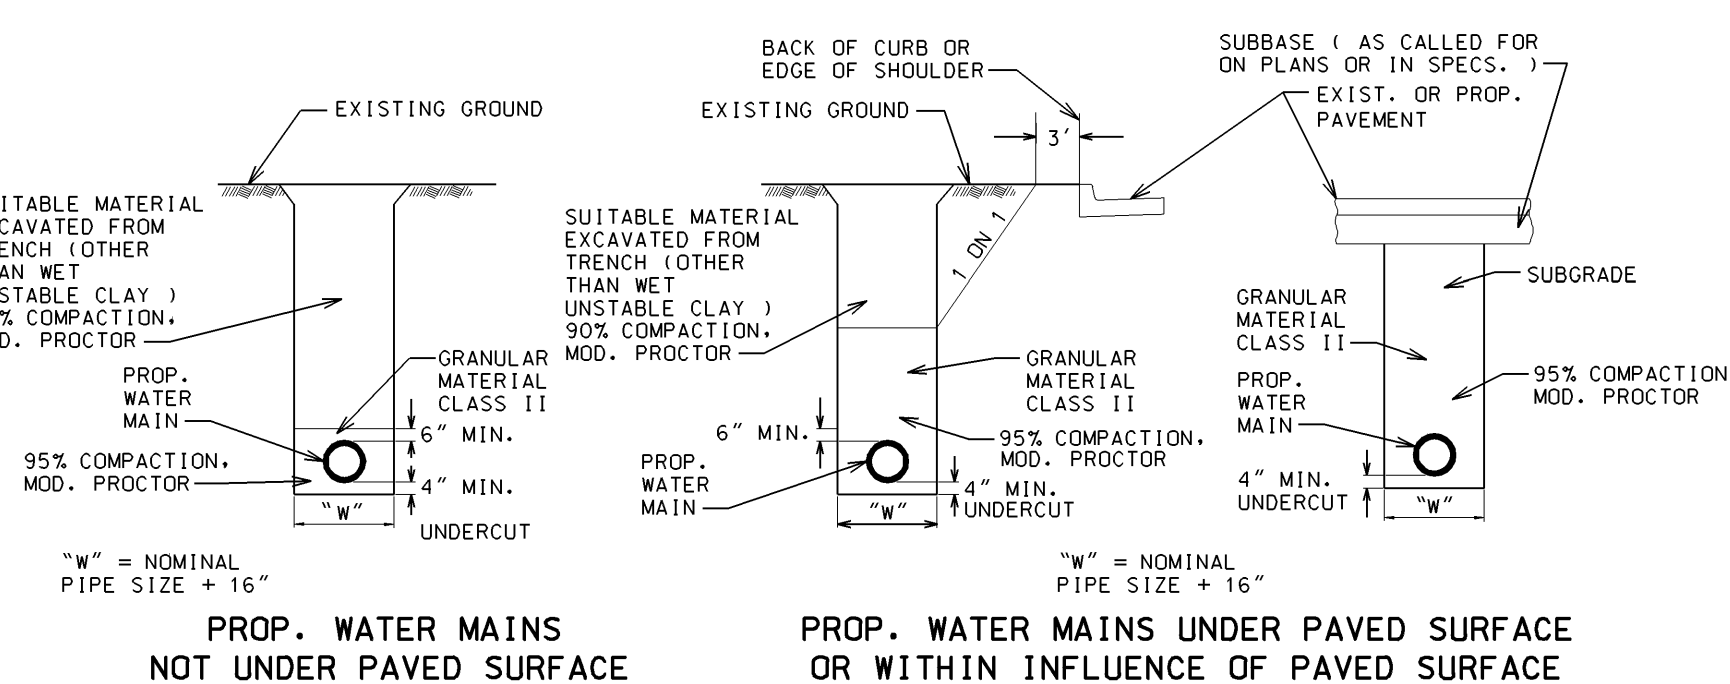 EXISTING GROUND
ITABLE MATERIAL
CAVATED FROM
ENCH (OTHER
AN WET
STABLE CLAY )
% COMPACTION,
D. PROCTOR
PROP.
WATER
MAIN
95% COMPACTION,
MOD. PROCTOR
GRANULAR
MATERIAL
CLASS II
6" MIN.
4" MIN.
UNDERCUT
"W"
"W" = NOMINAL
PIPE SIZE + 16"
PROP. WATER MAINS
NOT UNDER PAVED SURFACE
BACK OF CURB OR
EDGE OF SHOULDER
EXISTING GROUND
3'
1 ON 1
SUITABLE MATERIAL
EXCAVATED FROM
TRENCH (OTHER
THAN WET
UNSTABLE CLAY )
90% COMPACTION,
MOD. PROCTOR
GRANULAR
MATERIAL
CLASS II
6" MIN.
95% COMPACTION,
MOD. PROCTOR
PROP.
WATER
MAIN
4" MIN.
UNDERCUT
"W"
SUBBASE ( AS CALLED FOR
ON PLANS OR IN SPECS. )
EXIST. OR PROP.
PAVEMENT
SUBGRADE
GRANULAR
MATERIAL
CLASS II
95% COMPACTION
MOD. PROCTOR
PROP.
WATER
MAIN
4" MIN.
UNDERCUT
"W"
"W" = NOMINAL
PIPE SIZE + 16"
PROP. WATER MAINS UNDER PAVED SURFACE
OR WITHIN INFLUENCE OF PAVED SURFACE